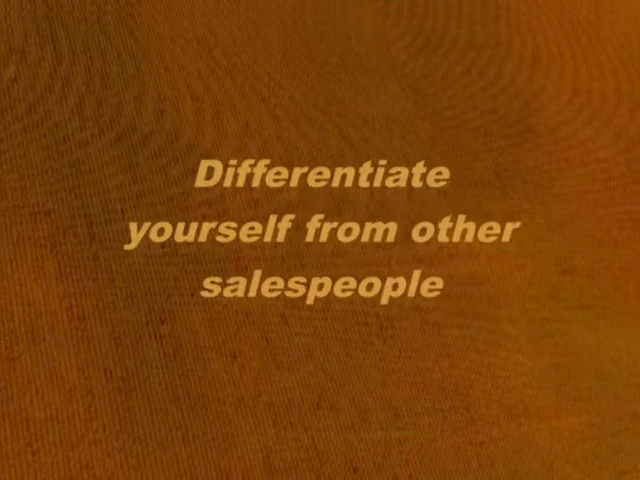 Differentiate
yourself from other
salespeople